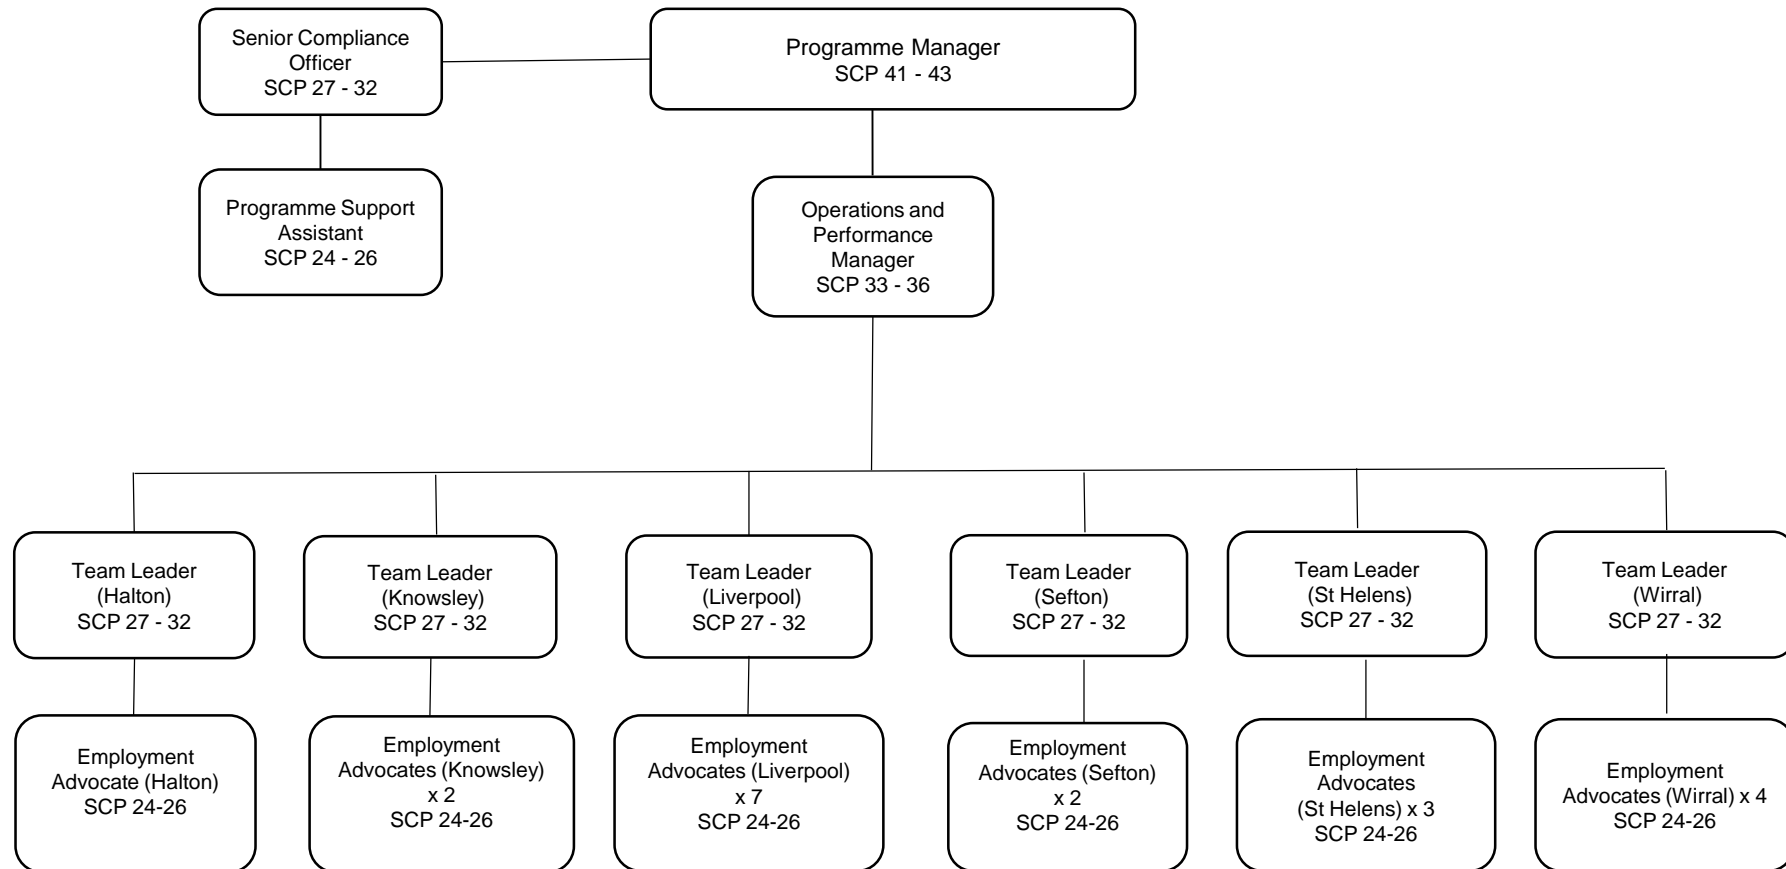 Senior Compliance
Officer
SCP 27 - 32
Programme Manager
SCP 41 - 43
Programme Support
Assistant
SCP 24 - 26
Operations and
Performance
Manager
SCP 33 - 36
Team Leader
(Halton)
SCP 27 - 32
Team Leader
(Knowsley)
SCP 27 - 32
Team Leader
(Liverpool)
SCP 27 - 32
Team Leader
(Sefton)
SCP 27 - 32
Team Leader
(St Helens)
SCP 27 - 32
Team Leader
(Wirral)
SCP 27 - 32
Employment
Advocate (Halton)
SCP 24-26
Employment
Advocates (Knowsley)
x 2
SCP 24-26
Employment
Advocates (Liverpool)
x 7
SCP 24-26
Employment
Advocates (Sefton)
x 2
SCP 24-26
Employment
Advocates
(St Helens) x 3
SCP 24-26
Employment
Advocates (Wirral) x 4
SCP 24-26